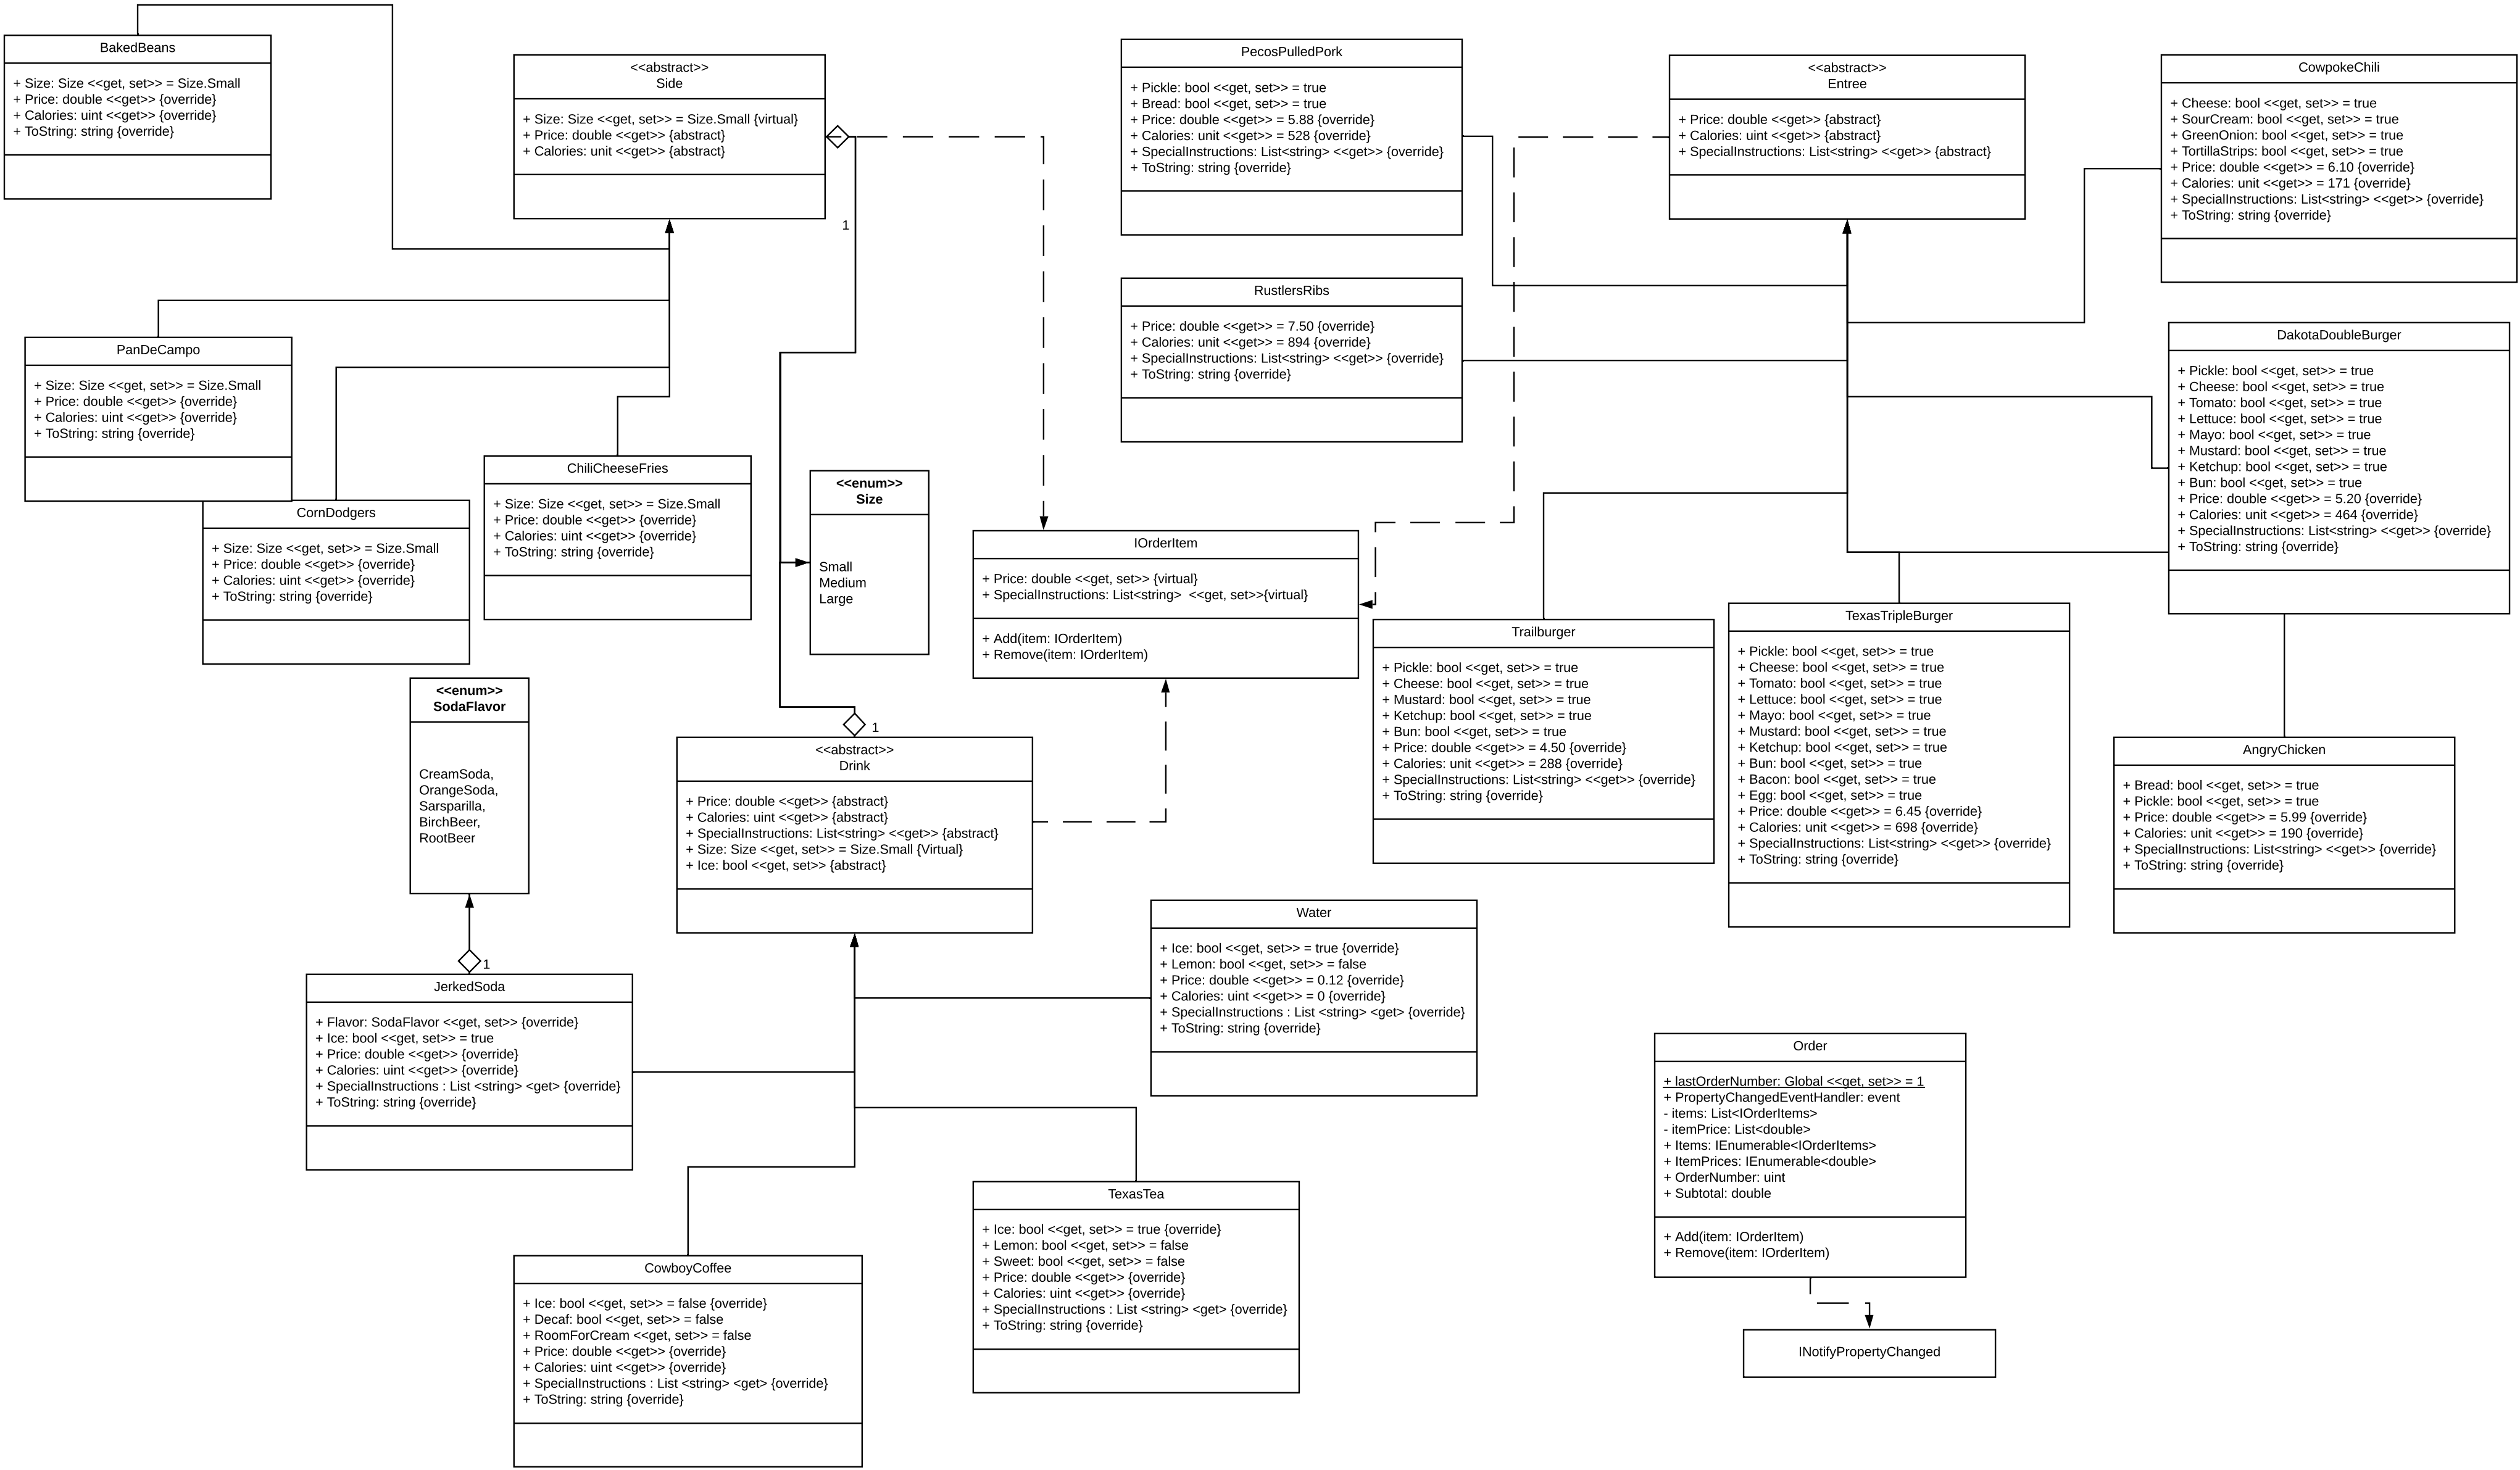 BakedBeans
+ Size: Size <<get, set>> = Size.Small
+ Price: double <<get>> {override}
+ Calories: uint <<get>> {override}
+ ToString: string {override}
<<abstract>>
Side
+ Size: Size <<get, set>> = Size.Small {virtual}
+ Price: double <<get>> {abstract}
+ Calories: unit <<get>> {abstract}
1
PecosPulledPork
+ Pickle: bool <<get, set>> = true
+ Bread: bool <<get, set>> = true
+ Price: double <<get>> = 5.88 {override}
+ Calories: unit <<get>> = 528 {override}
+ SpecialInstructions: List<string> <<get>> {override}
+ ToString: string {override}
<<abstract>>
Entree
+ Price: double <<get>> {abstract}
+ Calories: uint <<get>> {abstract}
+ SpecialInstructions: List<string> <<get>> {abstract}
CowpokeChili
+ Cheese: bool <<get, set>> = true
+ SourCream: bool <<get, set>> = true
+ GreenOnion: bool <<get, set>> = true
+ TortillaStrips: bool <<get, set>> = true
+ Price: double <<get>> = 6.10 {override}
+ Calories: unit <<get>> = 171 {override}
+ SpecialInstructions: List<string> <<get>> {override}
+ ToString: string {override}
RustlersRibs
+ Price: double <<get>> = 7.50 {override}
+ Calories: unit <<get>> = 894 {override}
+ SpecialInstructions: List<string> <<get>> {override}
+ ToString: string {override}
DakotaDoubleBurger
+ Pickle: bool <<get, set>> = true
+ Cheese: bool <<get, set>> = true
+ Tomato: bool <<get, set>> = true
+ Lettuce: bool <<get, set>> = true
+ Mayo: bool <<get, set>> = true
+ Mustard: bool <<get, set>> = true
+ Ketchup: bool <<get, set>> = true
+ Bun: bool <<get, set>> = true
+ Price: double <<get>> = 5.20 {override}
+ Calories: unit <<get>> = 464 {override}
+ SpecialInstructions: List<string> <<get>> {override}
+ ToString: string {override}
PanDeCampo
+ Size: Size <<get, set>> = Size.Small
+ Price: double <<get>> {override}
+ Calories: uint <<get>> {override}
+ ToString: string {override}
CornDodgers
+ Size: Size <<get, set>> = Size.Small
+ Price: double <<get>> {override}
+ Calories: uint <<get>> {override}
+ ToString: string {override}
ChiliCheeseFries
+ Size: Size <<get, set>> = Size.Small
+ Price: double <<get>> {override}
+ Calories: uint <<get>> {override}
+ ToString: string {override}
<<enum>>
Size
Small
Medium
Large
IOrderItem
+ Price: double <<get, set>> {virtual}
+ SpecialInstructions: List<string>  <<get, set>>{virtual}
+ Add(item: IOrderItem)
+ Remove(item: IOrderItem)
Trailburger
+ Pickle: bool <<get, set>> = true
+ Cheese: bool <<get, set>> = true
+ Mustard: bool <<get, set>> = true
+ Ketchup: bool <<get, set>> = true
+ Bun: bool <<get, set>> = true
+ Price: double <<get>> = 4.50 {override}
+ Calories: unit <<get>> = 288 {override}
+ SpecialInstructions: List<string> <<get>> {override}
+ ToString: string {override}
TexasTripleBurger
+ Pickle: bool <<get, set>> = true
+ Cheese: bool <<get, set>> = true
+ Tomato: bool <<get, set>> = true
+ Lettuce: bool <<get, set>> = true
+ Mayo: bool <<get, set>> = true
+ Mustard: bool <<get, set>> = true
+ Ketchup: bool <<get, set>> = true
+ Bun: bool <<get, set>> = true
+ Bacon: bool <<get, set>> = true
+ Egg: bool <<get, set>> = true
+ Price: double <<get>> = 6.45 {override}
+ Calories: unit <<get>> = 698 {override}
+ SpecialInstructions: List<string> <<get>> {override}
+ ToString: string {override}
AngryChicken
+ Bread: bool <<get, set>> = true
+ Pickle: bool <<get, set>> = true
+ Price: double <<get>> = 5.99 {override}
+ Calories: unit <<get>> = 190 {override}
+ SpecialInstructions: List<string> <<get>> {override}
+ ToString: string {override}
<<enum>>
SodaFlavor
CreamSoda,
OrangeSoda,
Sarsparilla,
BirchBeer,
RootBeer
1
1
<<abstract>>
Drink
+ Price: double <<get>> {abstract}
+ Calories: uint <<get>> {abstract}
+ SpecialInstructions: List<string> <<get>> {abstract}
+ Size: Size <<get, set>> = Size.Small {Virtual}
+ Ice: bool <<get, set>> {abstract}
Water
+ Ice: bool <<get, set>> = true {override}
+ Lemon: bool <<get, set>> = false
+ Price: double <<get>> = 0.12 {override}
+ Calories: uint <<get>> = 0 {override}
+ SpecialInstructions : List <string> <get> {override}
+ ToString: string {override}
JerkedSoda
+ Flavor: SodaFlavor <<get, set>> {override}
+ Ice: bool <<get, set>> = true
+ Price: double <<get>> {override}
+ Calories: uint <<get>> {override}
+ SpecialInstructions : List <string> <get> {override}
+ ToString: string {override}
Order
+ lastOrderNumber: Global <<get, set>> = 1
+ PropertyChangedEventHandler: event
- items: List<IOrderItems>
- itemPrice: List<double>
+ Items: IEnumerable<IOrderItems>
+ ItemPrices: IEnumerable<double>
+ OrderNumber: uint
+ Subtotal: double
+ Add(item: IOrderItem)
+ Remove(item: IOrderItem)
TexasTea
+ Ice: bool <<get, set>> = true {override}
+ Lemon: bool <<get, set>> = false
+ Sweet: bool <<get, set>> = false
+ Price: double <<get>> {override}
+ Calories: uint <<get>> {override}
+ SpecialInstructions : List <string> <get> {override}
+ ToString: string {override}
CowboyCoffee
+ Ice: bool <<get, set>> = false {override}
+ Decaf: bool <<get, set>> = false
+ RoomForCream <<get, set>> = false
+ Price: double <<get>> {override}
+ Calories: uint <<get>> {override}
+ SpecialInstructions : List <string> <get> {override}
+ ToString: string {override}
INotifyPropertyChanged